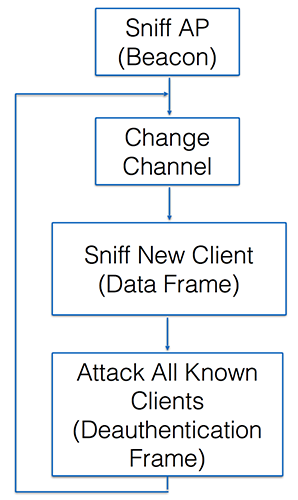 Sniff AP
(Beacon)
Change
Channel
Sniff New Client
(Data Frame)
Attack All Known
Clients
(Deauthentication
Frame)